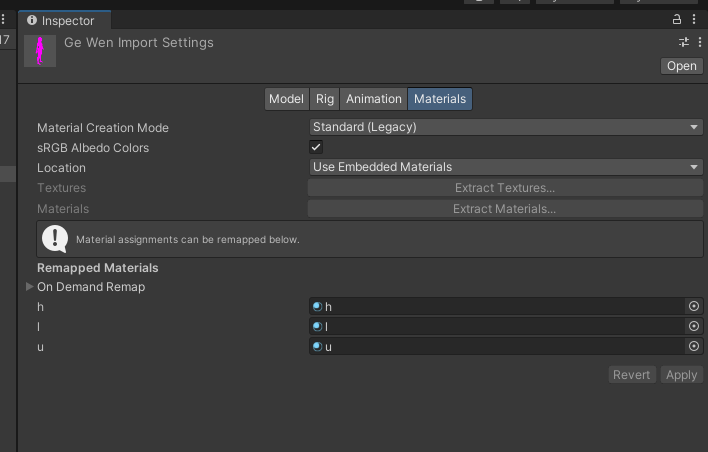 17
Inspector
Ge Wen Import Settings
Open
Model Rig Animation Materials
Material Creation Mode Standard (Legacy)
sRGB Albedo Colors
Location Use Embedded Materials
Textures Extract Textures...
Materials Extract Materials...
Material assignments can be remapped below.
Remapped Materials
On Demand Remap
h h
l l
u u
Revert Apply